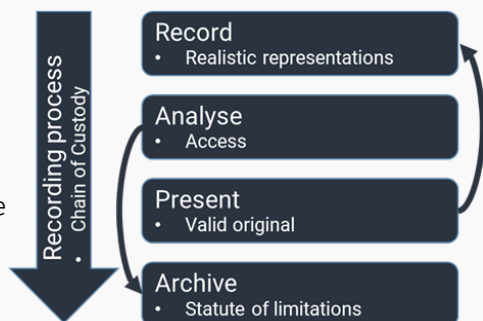 Recording process
• Chain of Custody
Record
• Realistic representations
Analyse
• Access
e
Present
• Valid original
Archive
• Statute of limitations